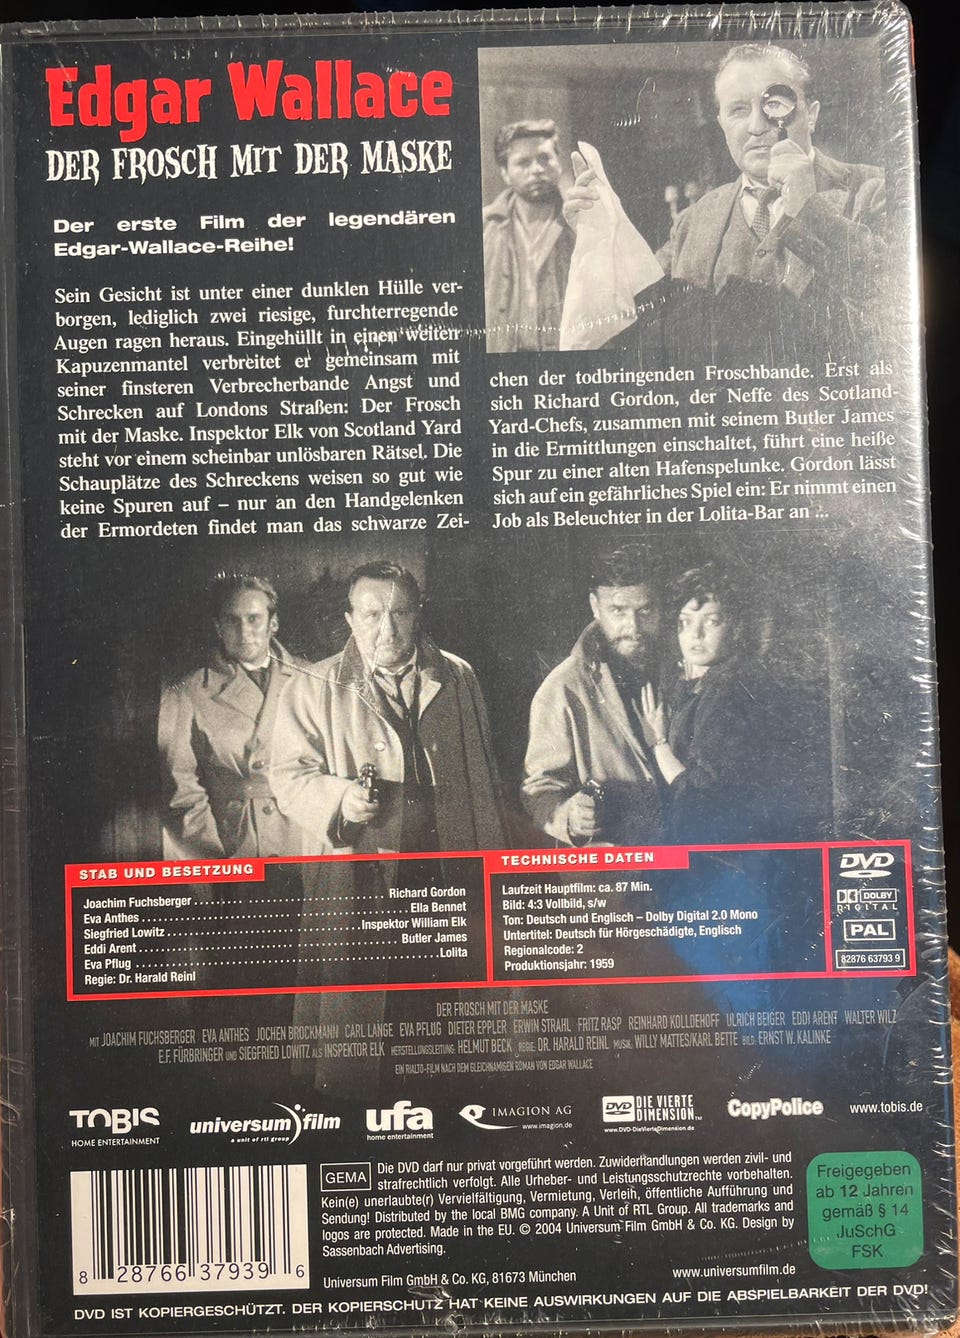 Edgar Wallace
DER FROSCH MIT DER MASKE
Der erste Film der legendären
Edgar-Wallace-Reihe!
Sein Gesicht ist unter einer dunklen Hülle ver-
borgen, lediglich zwei riesige, furchterregende
Augen ragen heraus. Eingehüllt in einen weiten
Kapuzenmantel verbreitet er gemeinsam mit
seiner finsteren Verbrecherbande Angst und
Schrecken auf Londons Straßen: Der Frosch
mit der Maske. Inspektor Elk von Scotland Yard
steht vor einem scheinbar unlösbaren Rätsel. Die
Schauplätze des Schreckens weisen so gut wie
keine Spuren auf – nur an den Handgelenken
der Ermordeten findet man das schwarze Zei-
chen der todbringenden Froschbande. Erst als
sich Richard Gordon, der Neffe des Scotland-
Yard-Chefs, zusammen mit seinem Butler James
in die Ermittlungen einschaltet, führt eine heiße
Spur zu einer alten Hafenspelunke. Gordon lässt
sich auf ein gefährliches Spiel ein: Er nimmt einen
Job als Beleuchter in der Lolita-Bar an ...
STAB UND BESETZUNG
Joachim Fuchsberger Richard Gordon
Eva Anthes Ella Bennet
Siegfried Lowitz Inspektor William Elk
Eddi Arent Butler James
Eva Pflug Lolita
Regie: Dr. Harald Reinl
TECHNISCHE DATEN
Laufzeit Hauptfilm: ca. 87 Min.
Bild: 4:3 Vollbild, s/w
Ton: Deutsch und Englisch – Dolby Digital 2.0 Mono
Untertitel: Deutsch für Hörgeschädigte, Englisch
Regionalcode: 2
Produktionsjahr: 1959
DVD
DOLBY
DIGITAL
PAL
82876 63793 9
DER FROSCH MIT DER MASKE
MIT JOACHIM FUCHSBERGER EVA ANTHES JOCHEN BROCKMANN CARL LANGE EVA PFLUG DIETER EPPLER ERWIN STRAHL FRITZ RASP REINHARD KOLLDEHOFF ULRICH BEIGER EDDI ARENT WALTER WILZ
E.F. FÜRBRINGER UND SIEGFRIED LOWITZ ALS INSPEKTOR ELK HERSTELLUNGSLEITUNG: HELMUT BECK REGIE: DR. HARALD REINL MUSIK: WILLY MATTES/KARL BETTE BILD: ERNST W. KALINKE
EIN RIALTO-FILM NACH DEM GLEICHNAMIGEN ROMAN VON EDGAR WALLACE
TOBIS
HOME ENTERTAINMENT
universum film
a unit of rtl group
ufa
home entertainment
IMAGION AG
www.imagion.de
DVD DIE VIERTE
DIMENSION.™
www.DVD-DieVierteDimension.de
CopyPolice
www.tobis.de
GEMA
Die DVD darf nur privat vorgeführt werden. Zuwiderhandlungen werden zivil- und
strafrechtlich verfolgt. Alle Urheber- und Leistungsschutzrechte vorbehalten.
Kein(e) unerlaubte(r) Vervielfältigung, Vermietung, Verleih, öffentliche Aufführung und
Sendung! Distributed by the local BMG company. A Unit of RTL Group. All trademarks and
logos are protected. Made in the EU. © 2004 Universum Film GmbH & Co. KG. Design by
Sassenbach Advertising.
Universum Film GmbH & Co. KG, 81673 München
www.universumfilm.de
Freigegeben
ab 12 Jahren
gemäß § 14
JuSchG
FSK
8 28766 37939 6
DVD IST KOPIERGESCHÜTZT. DER KOPIERSCHUTZ HAT KEINE AUSWIRKUNGEN AUF DIE ABSPIELBARKEIT DER DVD!